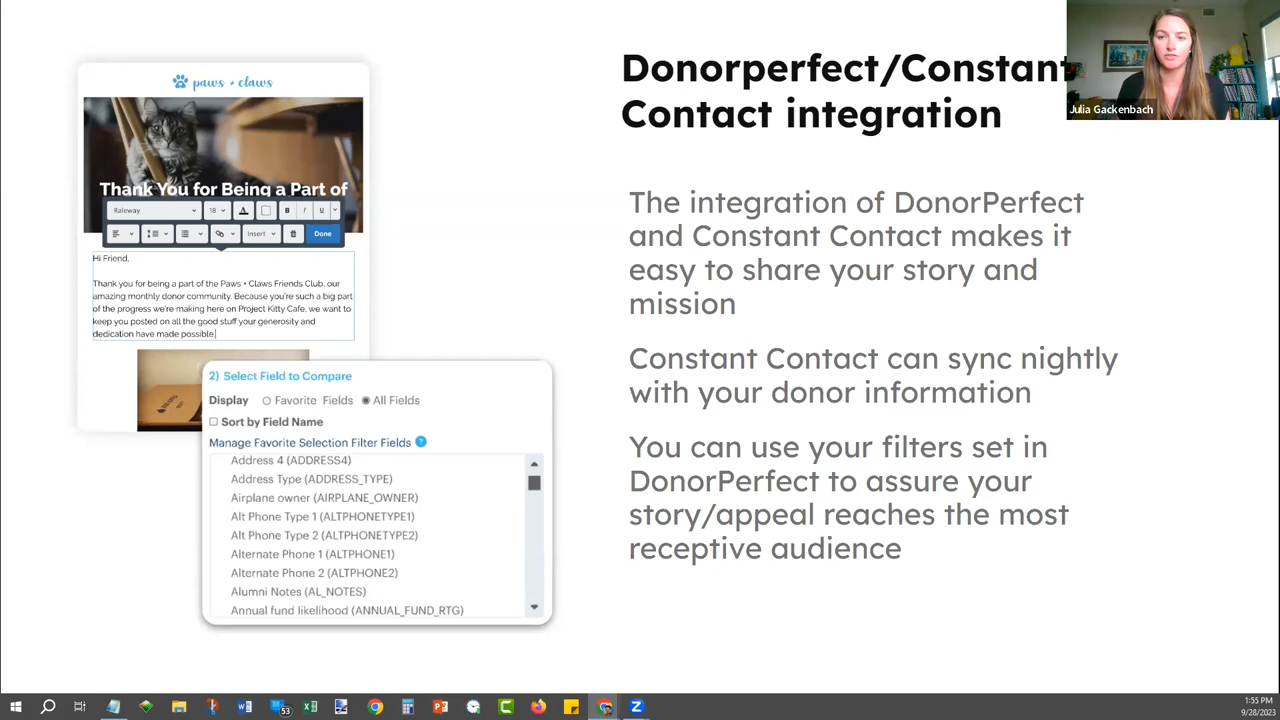 Donorperfect/Constant
Contact integration
Julia Gackenbach
The integration of DonorPerfect
and Constant Contact makes it
easy to share your story and
mission
Constant Contact can sync nightly
with your donor information
You can use your filters set in
DonorPerfect to assure your
story/appeal reaches the most
receptive audience
paws + claws
Thank You for Being a Part of
Raleway 18 A B I U
Insert Done
Hi Friend,
Thank you for being a part of the Paws + Claws Friends Club, our
amazing monthly donor community. Because you're such a big part
of the progress we're making here on Project Kitty Cafe, we want to
keep you posted on all the good stuff your generosity and
dedication have made possible.
2) Select Field to Compare
Display Favorite Fields All Fields
Sort by Field Name
Manage Favorite Selection Filter Fields ?
Address 4 (ADDRESS4)
Address Type (ADDRESS_TYPE)
Airplane owner (AIRPLANE_OWNER)
Alt Phone Type 1 (ALTPHONETYPE1)
Alt Phone Type 2 (ALTPHONETYPE2)
Alternate Phone 1 (ALTPHONE1)
Alternate Phone 2 (ALTPHONE2)
Alumni Notes (AL_NOTES)
Annual fund likelihood (ANNUAL_FUND_RTG)
53
1:55 PM
9/28/2023